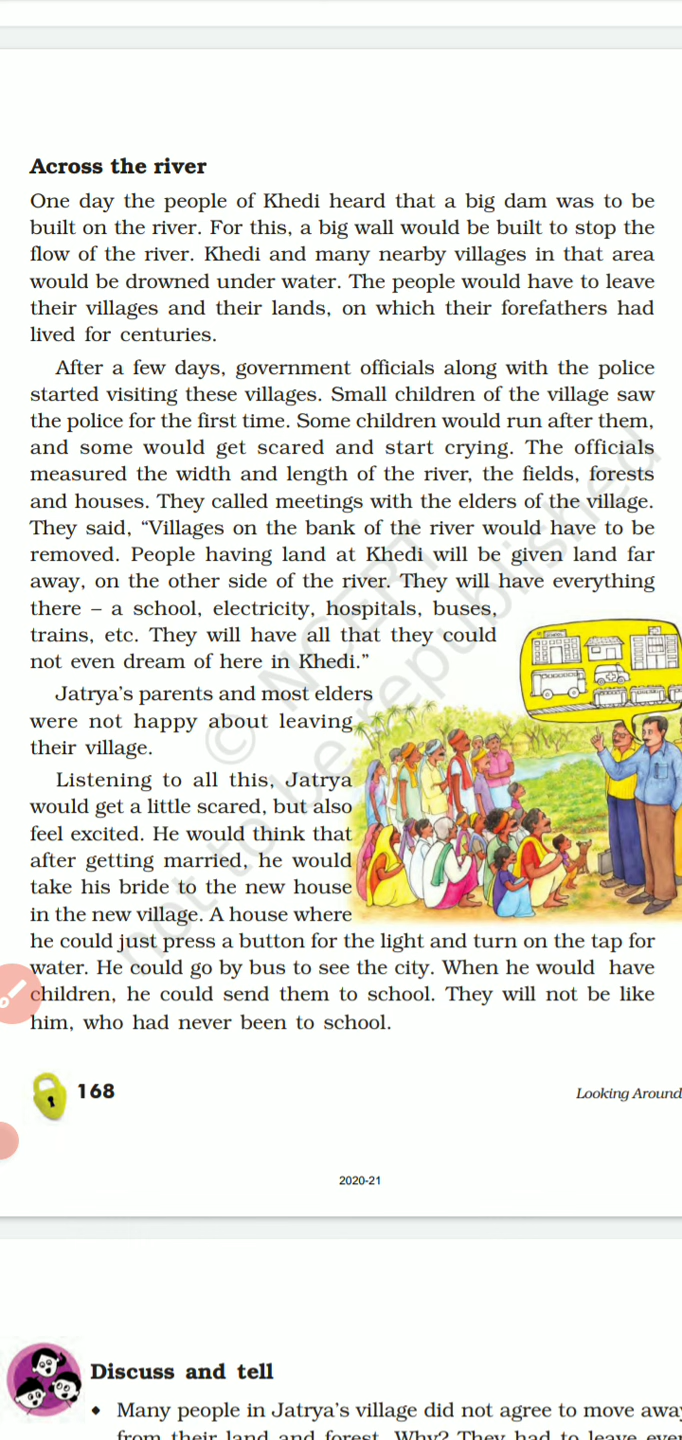 Across the river
One day the people of Khedi heard that a big dam was to be
built on the river. For this, a big wall would be built to stop the
flow of the river. Khedi and many nearby villages in that area
would be drowned under water. The people would have to leave
their villages and their lands, on which their forefathers had
lived for centuries.
After a few days, government officials along with the police
started visiting these villages. Small children of the village saw
the police for the first time. Some children would run after them,
and some would get scared and start crying. The officials
measured the width and length of the river, the fields, forests
and houses. They called meetings with the elders of the village.
They said, “Villages on the bank of the river would have to be
removed. People having land at Khedi will be given land far
away, on the other side of the river. They will have everything
there – a school, electricity, hospitals, buses,
trains, etc. They will have all that they could
not even dream of here in Khedi.”
Jatrya’s parents and most elders
were not happy about leaving
their village.
Listening to all this, Jatrya
would get a little scared, but also
feel excited. He would think that
after getting married, he would
take his bride to the new house
in the new village. A house where
he could just press a button for the light and turn on the tap for
water. He could go by bus to see the city. When he would have
children, he could send them to school. They will not be like
him, who had never been to school.
© NCERT
not to be republished
168
Looking Around
2020-21
Discuss and tell
• Many people in Jatrya’s village did not agree to move away
from their land and forest. Why? They had to leave